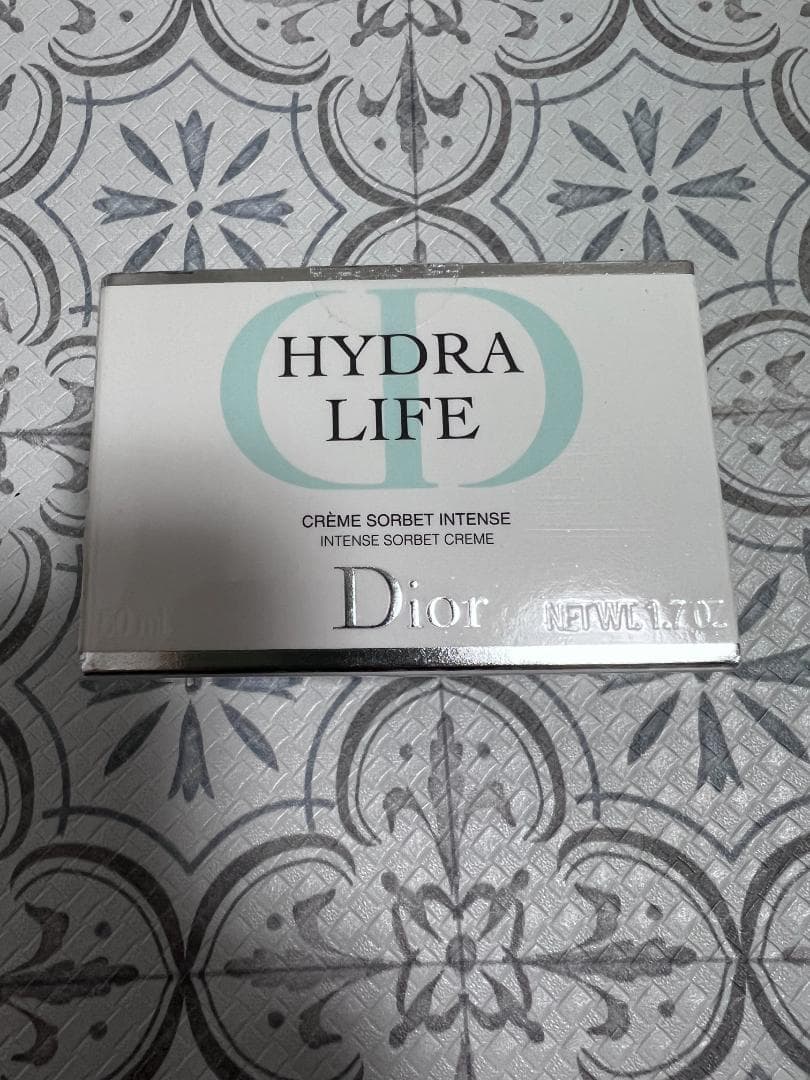 HYDRA
LIFE
CRÈME SORBET INTENSE
INTENSE SORBET CREME
Dior
50 ml
NET WT. 1.7 OZ.